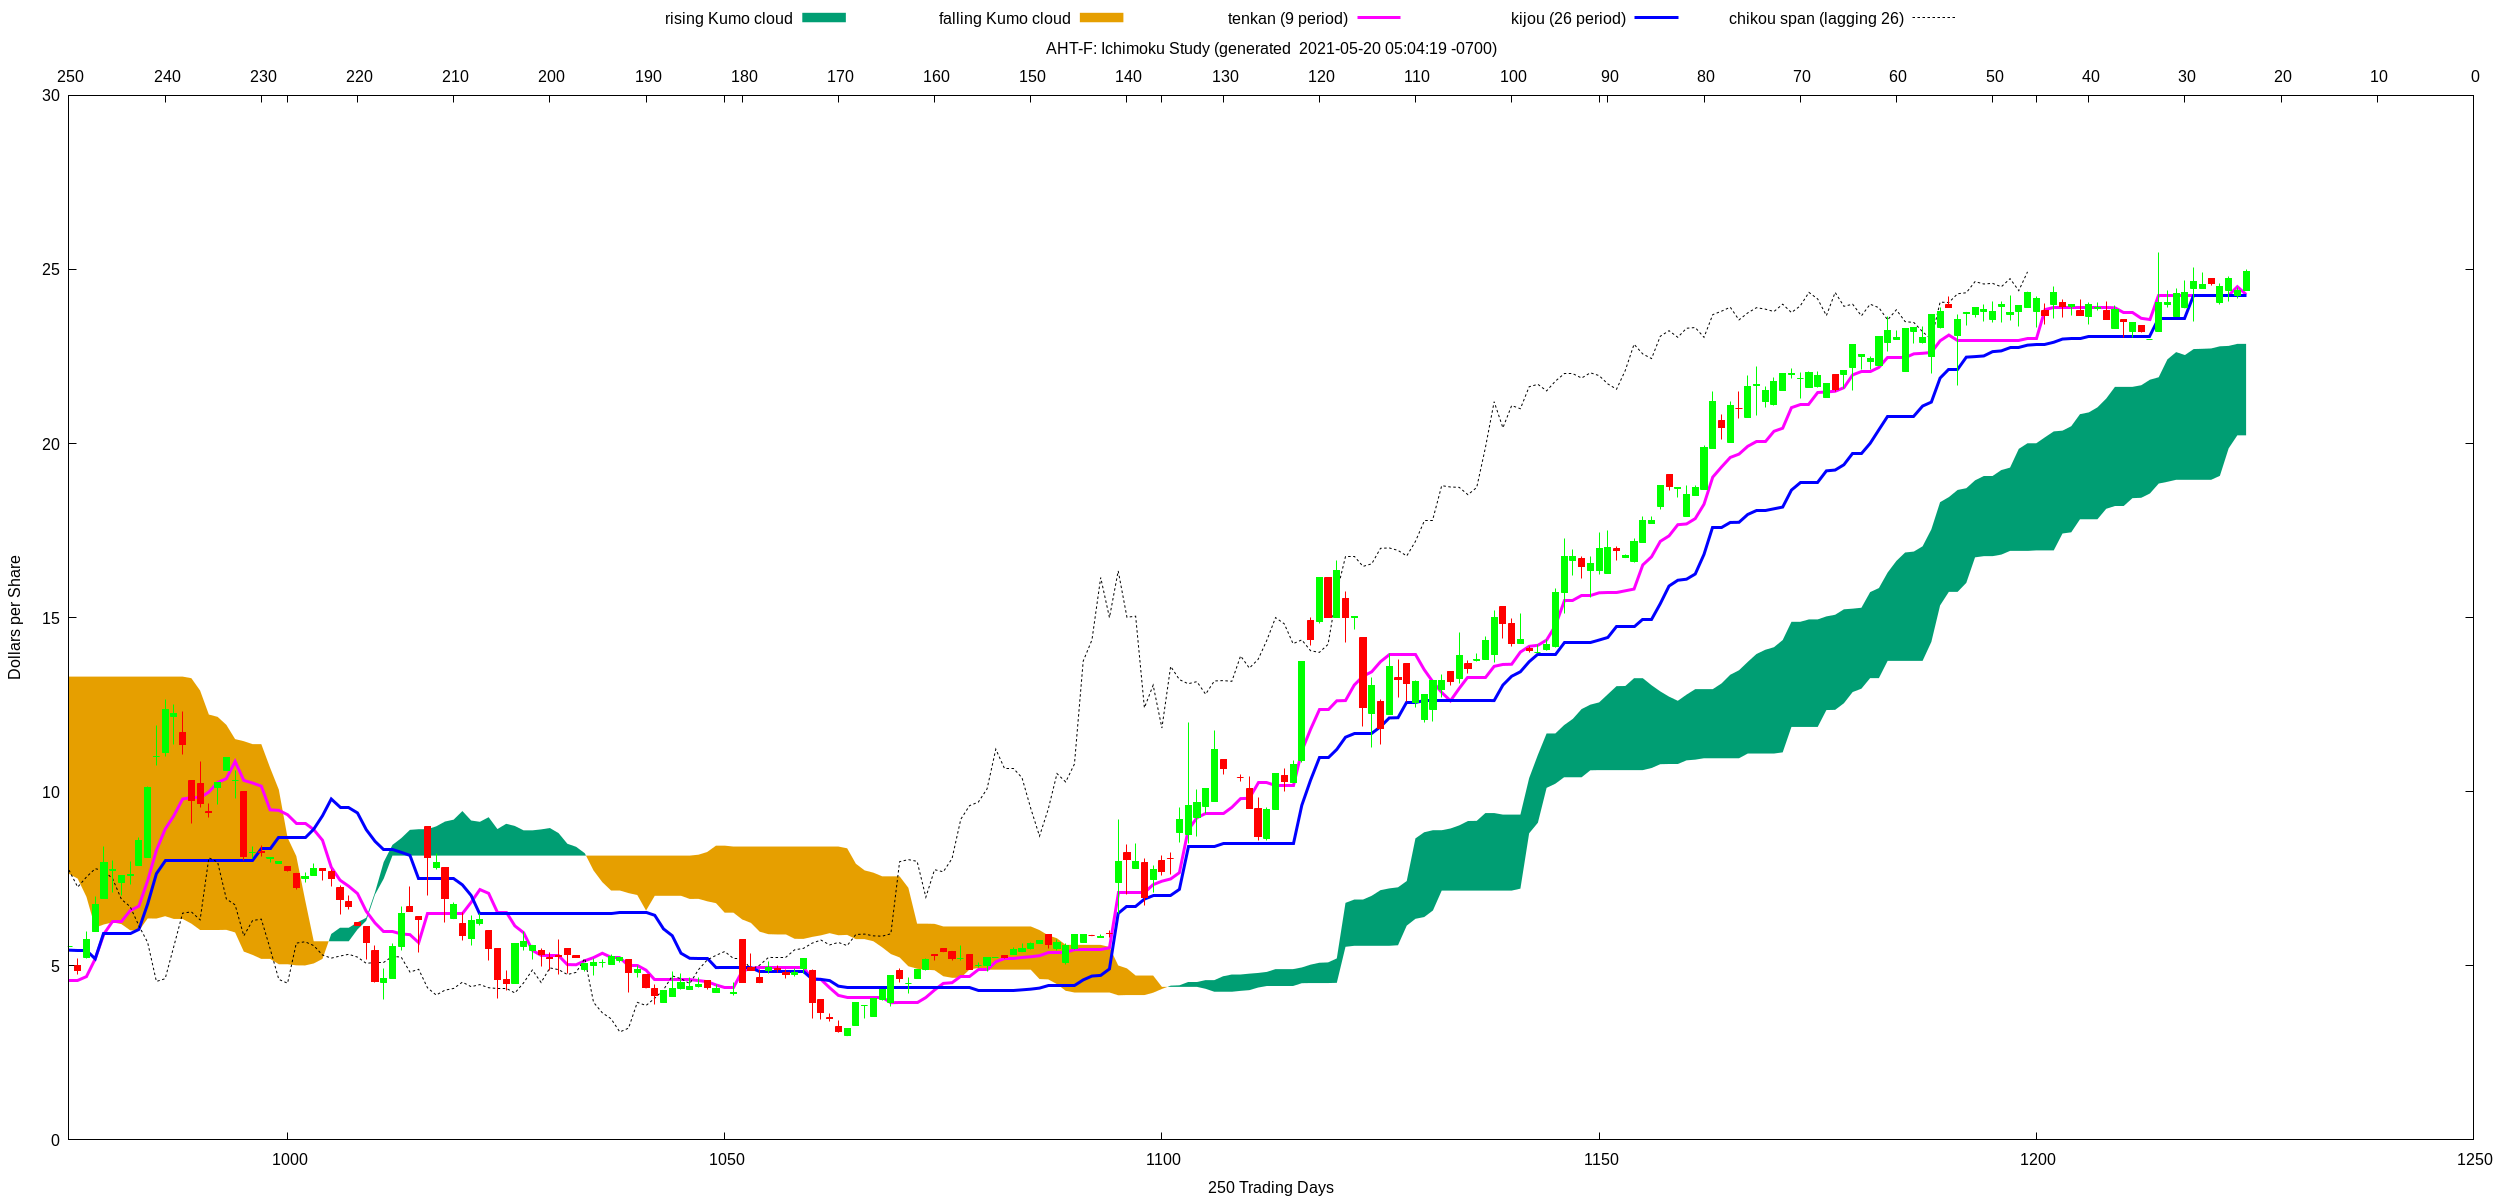 rising Kumo cloud falling Kumo cloud tenkan (9 period) kijou (26 period) chikou span (lagging 26)
AHT-F: Ichimoku Study (generated  2021-05-20 05:04:19 -0700)
250 240 230 220 210 200 190 180 170 160 150 140 130 120 110 100 90 80 70 60 50 40 30 20 10 0
30
25
20
15
10
5
0
Dollars per Share
1000 1050 1100 1150 1200 1250
250 Trading Days